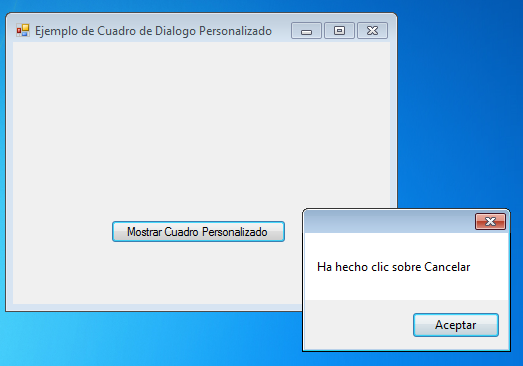 Ejemplo de Cuadro de Dialogo Personalizado
Mostrar Cuadro Personalizado
Ha hecho clic sobre Cancelar
Aceptar